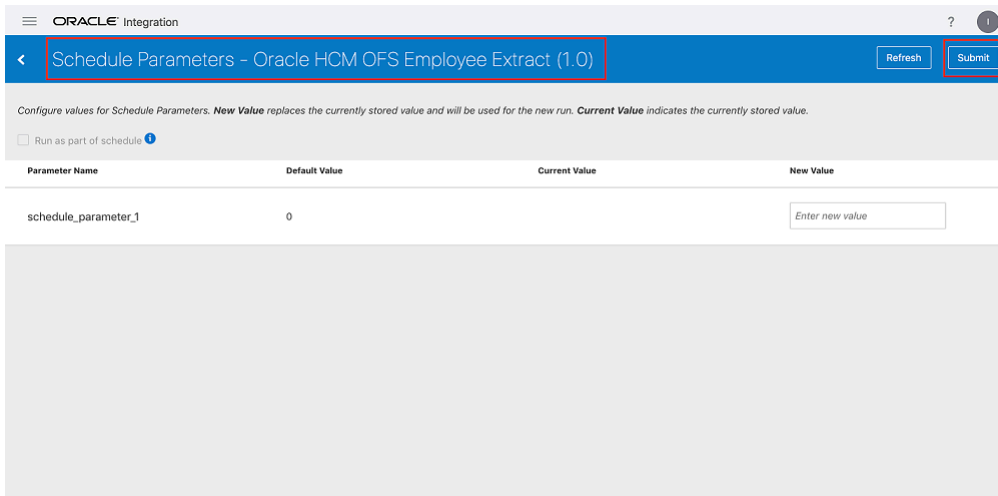 ORACLE Integration ? I
Schedule Parameters - Oracle HCM OFS Employee Extract (1.0) Refresh Submit
Configure values for Schedule Parameters. New Value replaces the currently stored value and will be used for the new run. Current Value indicates the currently stored value.
Run as part of schedule i
Parameter Name Default Value Current Value New Value
schedule_parameter_1 0 Enter new value